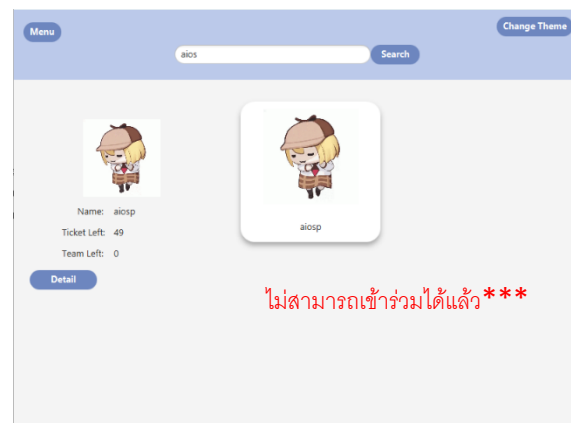 Menu
Change Theme
aios
Search
Name: aiosp
Ticket Left: 49
Team Left: 0
Detail
aiosp
ไม่สามารถเข้าร่วมได้แล้ว***